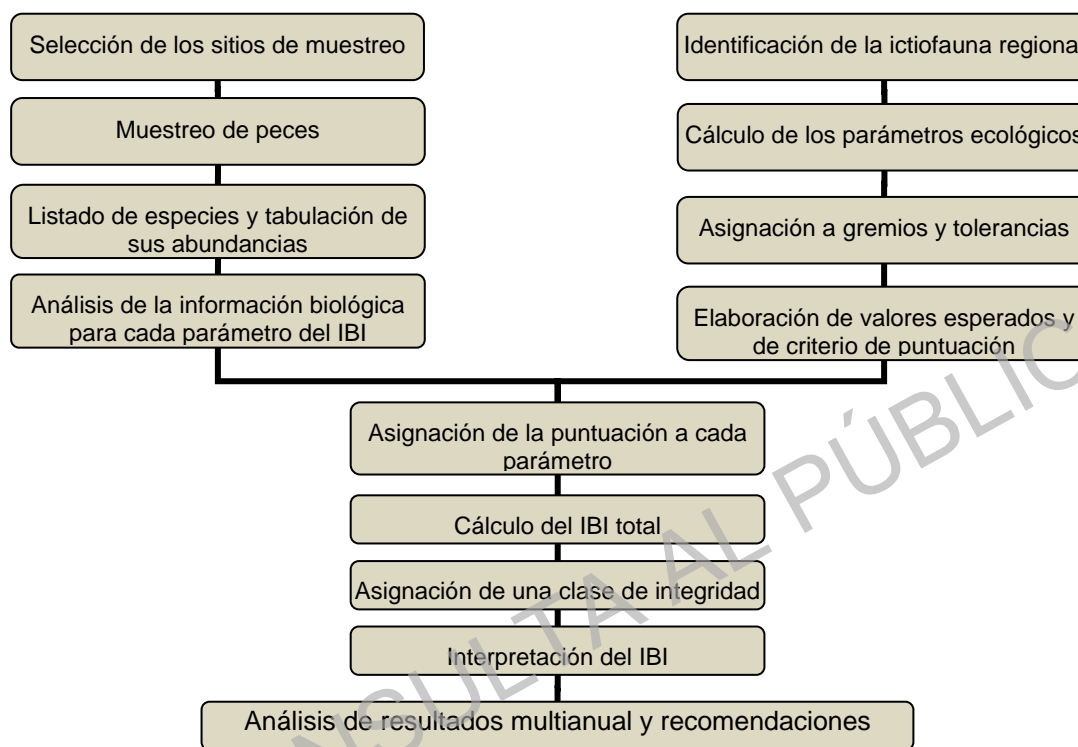 Selección de los sitios de muestreo
Muestreo de peces
Listado de especies y tabulación de
sus abundancias
Análisis de la información biológica
para cada parámetro del IBI
Identificación de la ictiofauna regiona
Cálculo de los parámetros ecológicos
Asignación a gremios y tolerancias
Elaboración de valores esperados y
de criterio de puntuación
Asignación de la puntuación a cada
parámetro
Cálculo del IBI total
Asignación de una clase de integridad
Interpretación del IBI
Análisis de resultados multianual y recomendaciones
NSULTA AL PÚBLIC